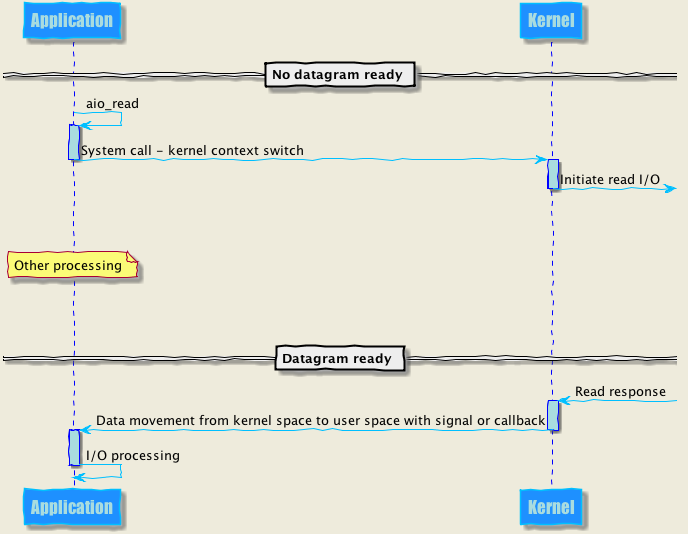 Application
Kernel
No datagram ready
aio_read
System call - kernel context switch
Initiate read I/O
Other processing
Datagram ready
Read response
Data movement from kernel space to user space with signal or callback
I/O processing
Application
Kernel